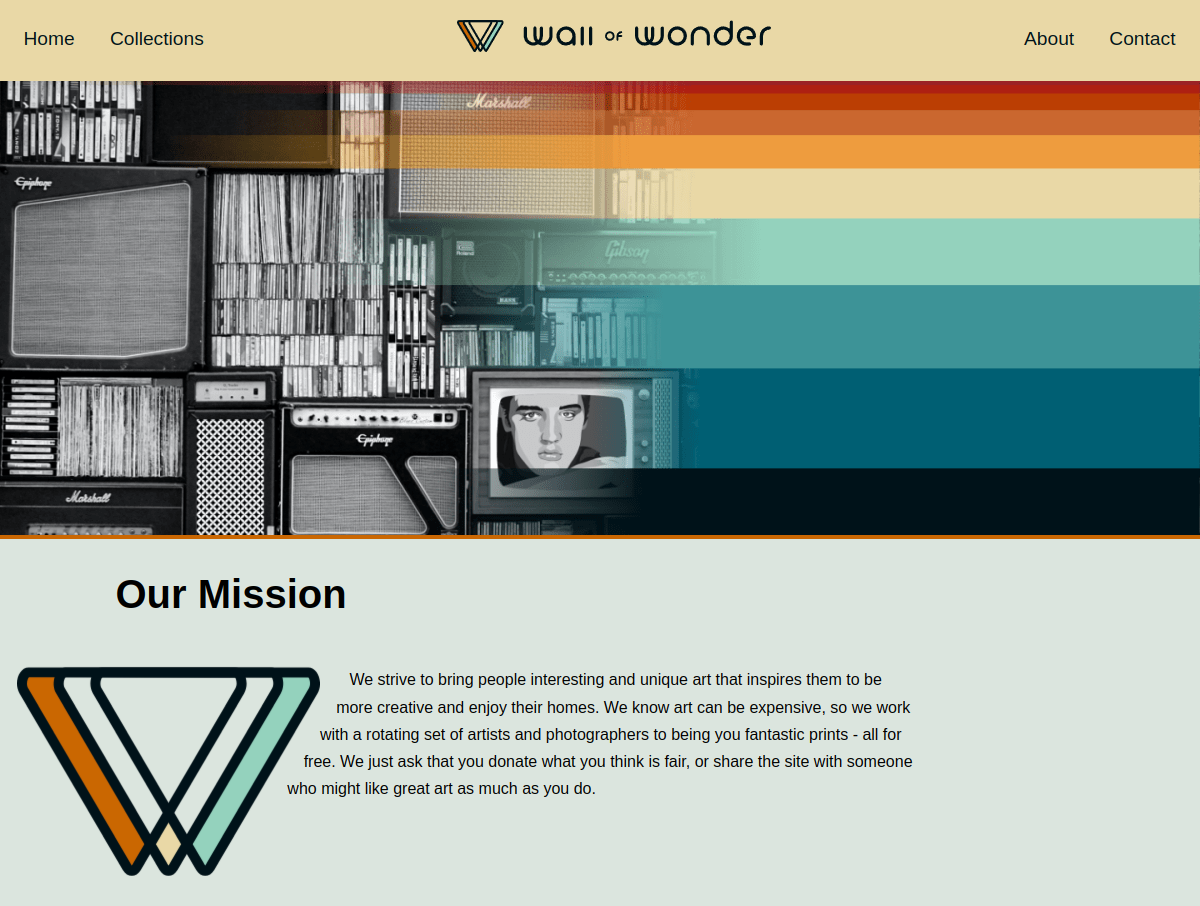 Home Collections wall OF wonder About Contact
Marshall
Epiphone
Gibson
Epiphone
Marshall
Our Mission
We strive to bring people interesting and unique art that inspires them to be
more creative and enjoy their homes. We know art can be expensive, so we work
with a rotating set of artists and photographers to being you fantastic prints - all for
free. We just ask that you donate what you think is fair, or share the site with someone
who might like great art as much as you do.